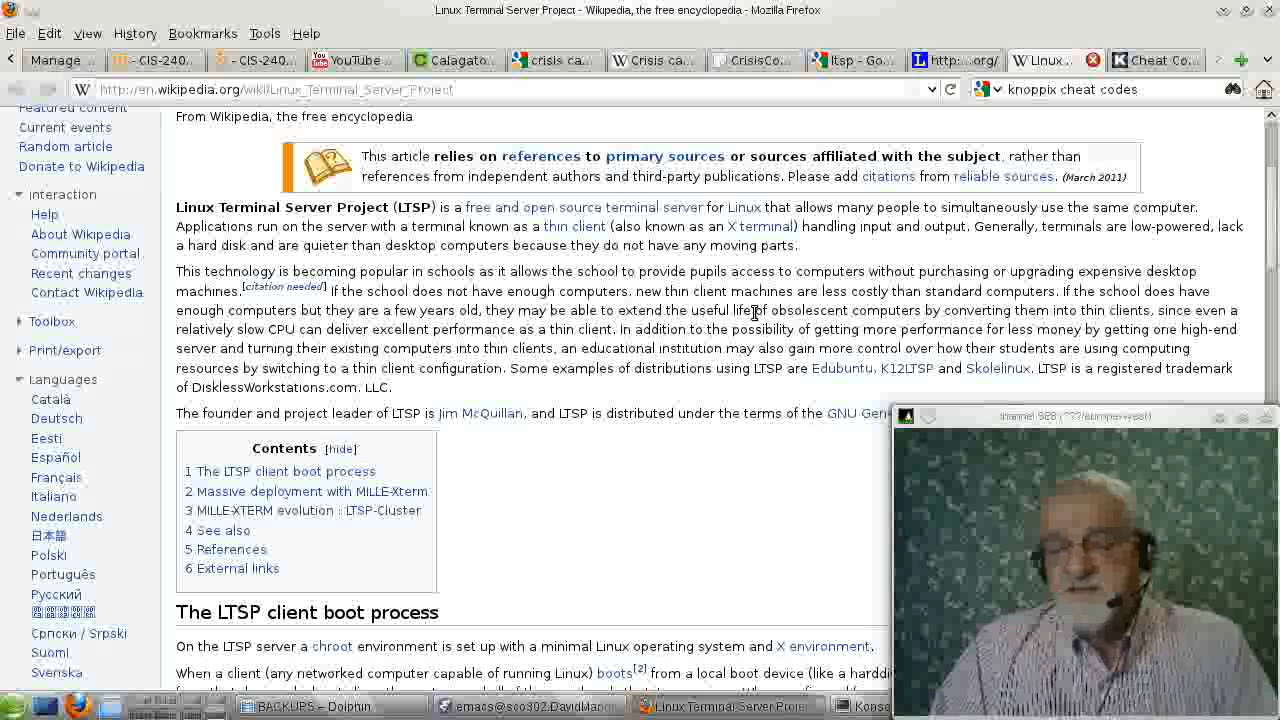 Linux Terminal Server Project - Wikipedia, the free encyclopedia - Mozilla Firefox
File Edit View History Bookmarks Tools Help
Manage ... - CIS-240... - CIS-240... YouTube ... Calagato... crisis ca... Crisis ca... CrisisCo... ltsp - Go... http:....org/ Linux... Cheat Co...
http://en.wikipedia.org/wiki/Linux_Terminal_Server_Project knoppix cheat codes
Featured content
Current events
Random article
Donate to Wikipedia
Interaction
Help
About Wikipedia
Community portal
Recent changes
Contact Wikipedia
Toolbox
Print/export
Languages
Català
Deutsch
Eesti
Español
Français
Italiano
Nederlands
日本語
Polski
Português
Русский
Српски / Srpski
Suomi
Svenska
From Wikipedia, the free encyclopedia
This article relies on references to primary sources or sources affiliated with the subject, rather than
references from independent authors and third-party publications. Please add citations from reliable sources. (March 2011)
Linux Terminal Server Project (LTSP) is a free and open source terminal server for Linux that allows many people to simultaneously use the same computer.
Applications run on the server with a terminal known as a thin client (also known as an X terminal) handling input and output. Generally, terminals are low-powered, lack
a hard disk and are quieter than desktop computers because they do not have any moving parts.
This technology is becoming popular in schools as it allows the school to provide pupils access to computers without purchasing or upgrading expensive desktop
machines.[citation needed] If the school does not have enough computers, new thin client machines are less costly than standard computers. If the school does have
enough computers but they are a few years old, they may be able to extend the useful life of obsolescent computers by converting them into thin clients, since even a
relatively slow CPU can deliver excellent performance as a thin client. In addition to the possibility of getting more performance for less money by getting one high-end
server and turning their existing computers into thin clients, an educational institution may also gain more control over how their students are using computing
resources by switching to a thin client configuration. Some examples of distributions using LTSP are Edubuntu, K12LTSP and Skolelinux. LTSP is a registered trademark
of DisklessWorkstations.com, LLC.
The founder and project leader of LTSP is Jim McQuillan, and LTSP is distributed under the terms of the GNU Gen
Contents [hide]
1 The LTSP client boot process
2 Massive deployment with MILLE-Xterm
3 MILLE-XTERM evolution : LTSP-Cluster
4 See also
5 References
6 External links
The LTSP client boot process
On the LTSP server a chroot environment is set up with a minimal Linux operating system and X environment.
When a client (any networked computer capable of running Linux) boots[2] from a local boot device (like a harddi
BACKUPS - Dolphin Linux Terminal Server Proje Kons